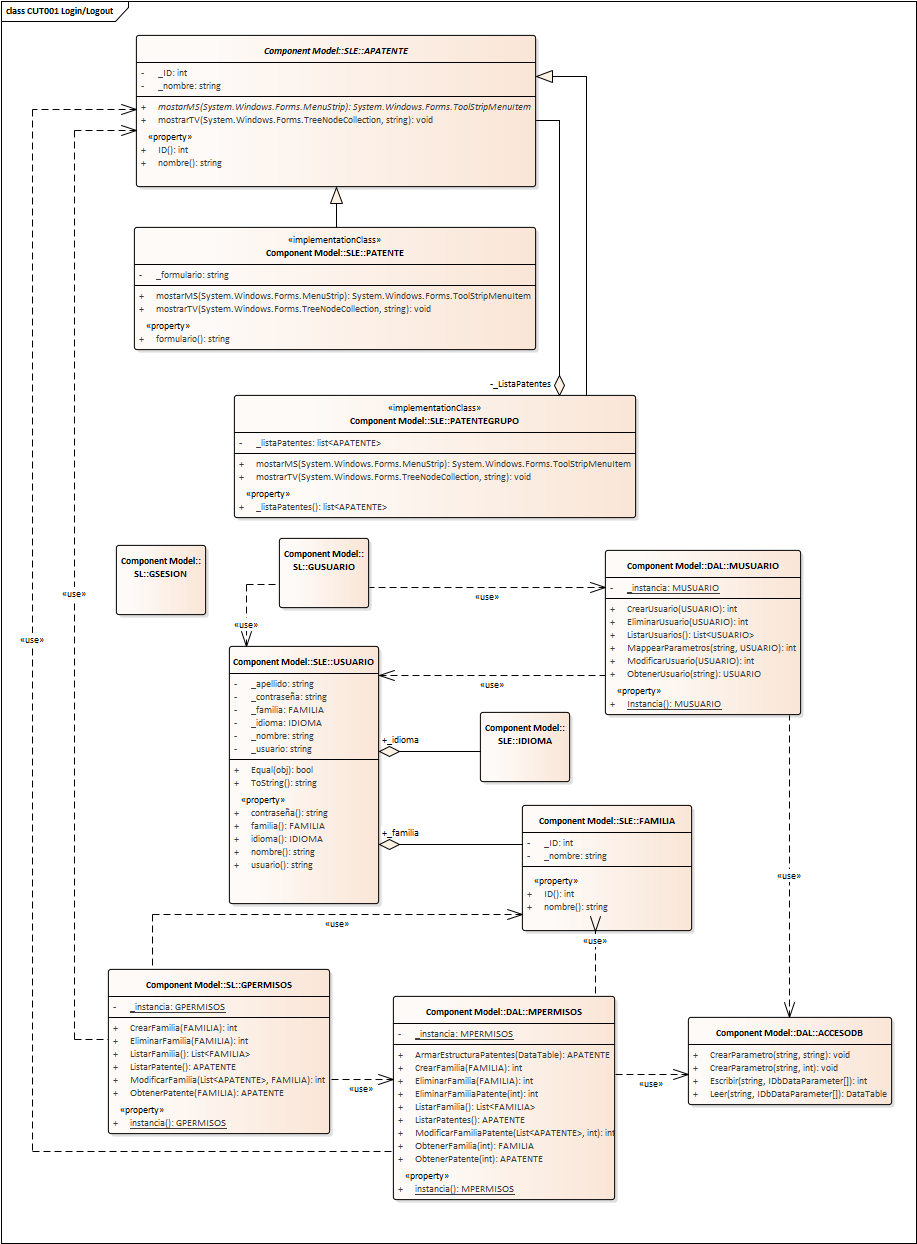 class CUT001 Login/Logout
Component Model::SLE::APATENTE
- _ID: int
- _nombre: string
+ mostarMS(System.Windows.Forms.MenuStrip): System.Windows.Forms.ToolStripMenuItem
+ mostrarTV(System.Windows.Forms.TreeNodeCollection, string): void
«property»
+ ID(): int
+ nombre(): string
«implementationClass»
Component Model::SLE::PATENTE
- _formulario: string
+ mostarMS(System.Windows.Forms.MenuStrip): System.Windows.Forms.ToolStripMenuItem
+ mostrarTV(System.Windows.Forms.TreeNodeCollection, string): void
«property»
+ formulario(): string
-_ListaPatentes
«implementationClass»
Component Model::SLE::PATENTEGRUPO
- _listaPatentes: list<APATENTE>
+ mostarMS(System.Windows.Forms.MenuStrip): System.Windows.Forms.ToolStripMenuItem
+ mostrarTV(System.Windows.Forms.TreeNodeCollection, string): void
«property»
+ _listaPatentes(): list<APATENTE>
Component Model::
SL::GSESION
Component Model::
SL::GUSUARIO
Component Model::DAL::MUSUARIO
- _instancia: MUSUARIO
+ CrearUsuario(USUARIO): int
+ EliminarUsuario(USUARIO): int
+ ListarUsuarios(): List<USUARIO>
+ MappearParametros(string, USUARIO): int
+ ModificarUsuario(USUARIO): int
+ ObtenerUsuario(string): USUARIO
«property»
+ Instancia(): MUSUARIO
«use»
«use»
«use»
«use»
«use»
Component Model::SLE::USUARIO
- _apellido: string
- _contraseña: string
- _familia: FAMILIA
- _idioma: IDIOMA
- _nombre: string
- _usuario: string
+ Equal(obj): bool
+ ToString(): string
«property»
+ contraseña(): string
+ familia(): FAMILIA
+ idioma(): IDIOMA
+ nombre(): string
+ usuario(): string
+_idioma
Component Model::
SLE::IDIOMA
+_familia
Component Model::SLE::FAMILIA
- _ID: int
- _nombre: string
«property»
+ ID(): int
+ nombre(): string
«use»
«use»
«use»
Component Model::SL::GPERMISOS
- _instancia: GPERMISOS
+ CrearFamilia(FAMILIA): int
+ EliminarFamilia(FAMILIA): int
+ ListarFamilia(): List<FAMILIA>
+ ListarPatente(): APATENTE
+ ModificarFamilia(List<APATENTE>, FAMILIA): int
+ ObtenerPatente(FAMILIA): APATENTE
«property»
+ instancia(): GPERMISOS
«use»
Component Model::DAL::MPERMISOS
- _instancia: MPERMISOS
+ ArmarEstructuraPatentes(DataTable): APATENTE
+ CrearFamilia(FAMILIA): int
+ EliminarFamilia(FAMILIA): int
+ EliminarFamiliaPatente(int): int
+ ListarFamilia(): List<FAMILIA>
+ ListarPatentes(): APATENTE
+ ModificarFamiliaPatente(List<APATENTE>, int): int
+ ObtenerFamilia(int): FAMILIA
+ ObtenerPatente(int): APATENTE
«property»
+ instancia(): MPERMISOS
«use»
Component Model::DAL::ACCESODB
+ CrearParametro(string, string): void
+ CrearParametro(string, int): void
+ Escribir(string, IDbDataParameter[]): int
+ Leer(string, IDbDataParameter[]): DataTable